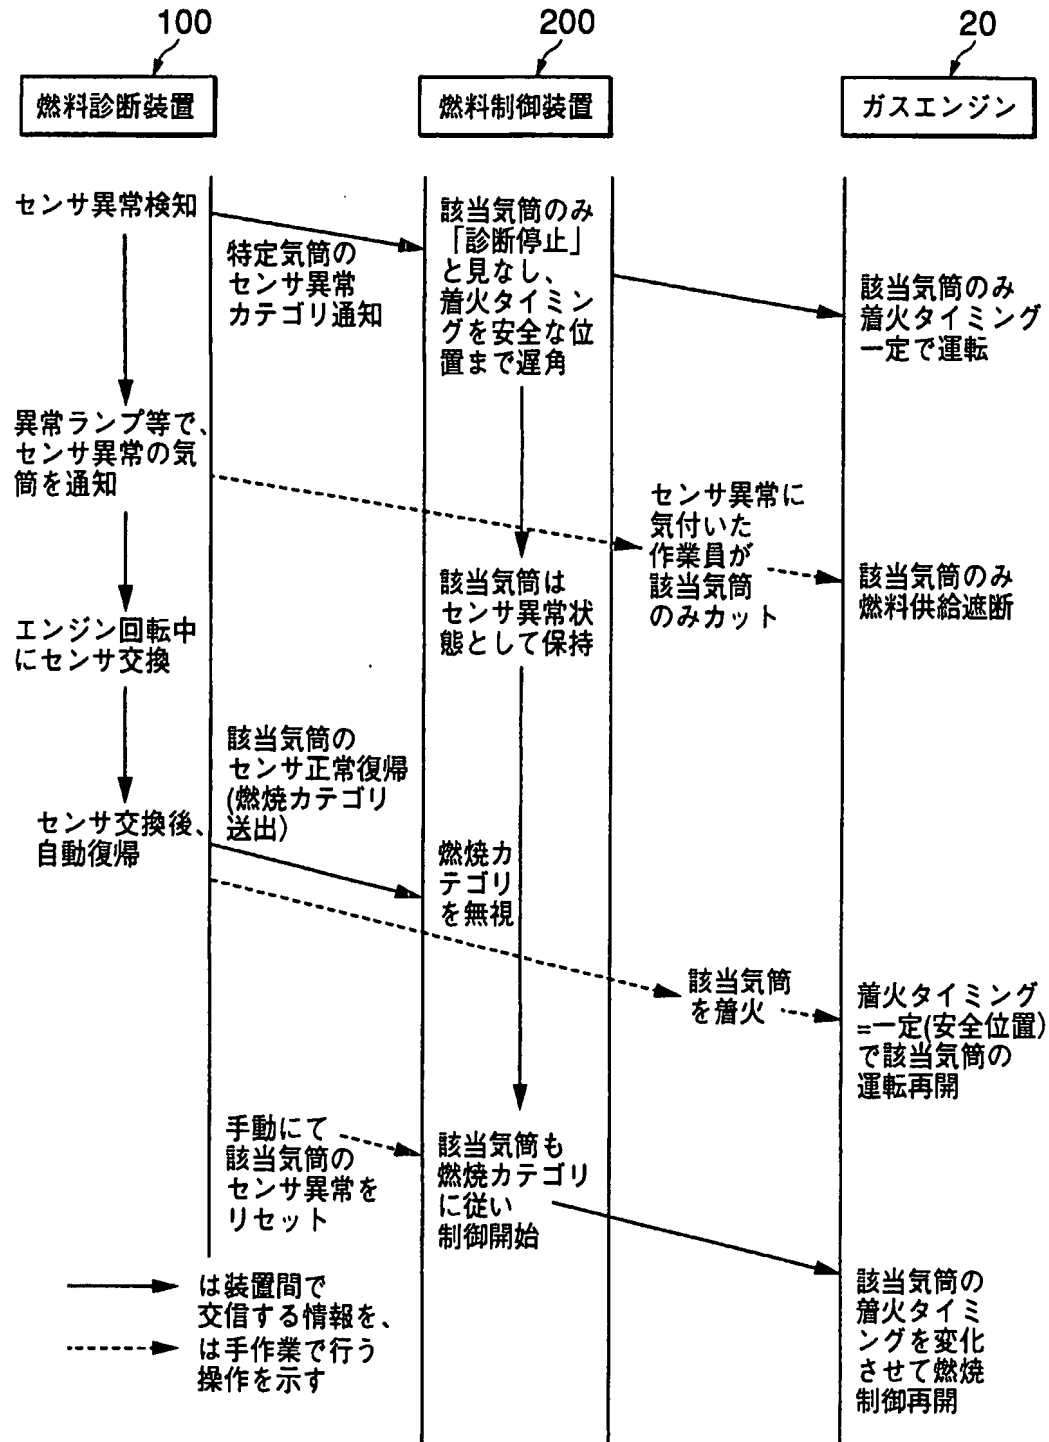 100
200
20
燃料診断装置
燃料制御装置
ガスエンジン
センサ異常検知
特定気筒の
センサ異常
カテゴリ通知
該当気筒のみ
「診断停止」
と見なし、
着火タイミン
グを安全な位
置まで遅角
該当気筒のみ
着火タイミング
一定で運転
異常ランプ等で、
センサ異常の気
筒を通知
センサ異常に
気付いた
作業員が
該当気筒
のみカット
該当気筒のみ
燃料供給遮断
該当気筒は
センサ異常状
態として保持
エンジン回転中
にセンサ交換
該当気筒の
センサ正常復帰
(燃焼カテゴリ
送出)
センサ交換後、
自動復帰
燃焼カ
テゴリ
を無視
該当気筒
を着火
着火タイミング
=一定(安全位置)
で該当気筒の
運転再開
手動にて
該当気筒の
センサ異常を
リセット
該当気筒も
燃焼カテゴリ
に従い
制御開始
該当気筒の
着火タイミ
ングを変化
させて燃焼
制御再開
は装置間で
交信する情報を、
は手作業で行う
操作を示す